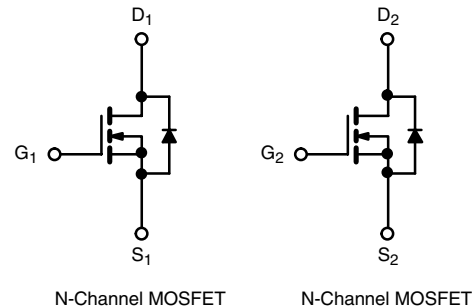 D1 D2
G1 G2
S1 S2
N-Channel MOSFET N-Channel MOSFET